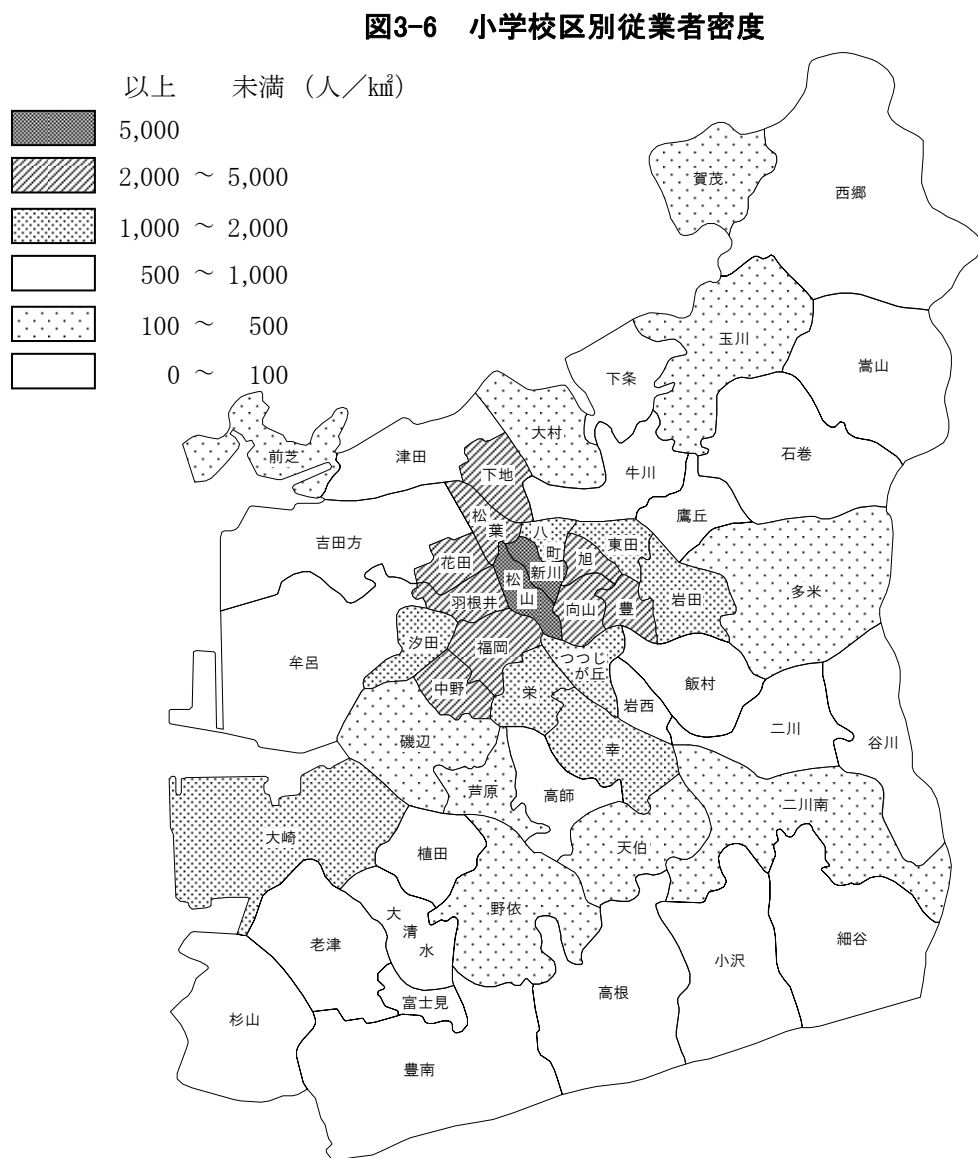 図3-6 小学校区別従業者密度
以上 未満 (人／㎢)
5,000
2,000 ～ 5,000
1,000 ～ 2,000
500 ～ 1,000
100 ～ 500
0 ～ 100
賀茂
西郷
玉川
嵩山
下条
大村
石巻
前芝
津田
下地
牛川
鷹丘
松葉
八町
東田
吉田方
花田
新川
旭
松山
多米
羽根井
向山
豊
岩田
汐田
福岡
つつじが丘
牟呂
中野
栄
岩西
飯村
二川
谷川
磯辺
幸
芦原
高師
二川南
大崎
植田
天伯
野依
大清水
老津
細谷
小沢
富士見
高根
杉山
豊南